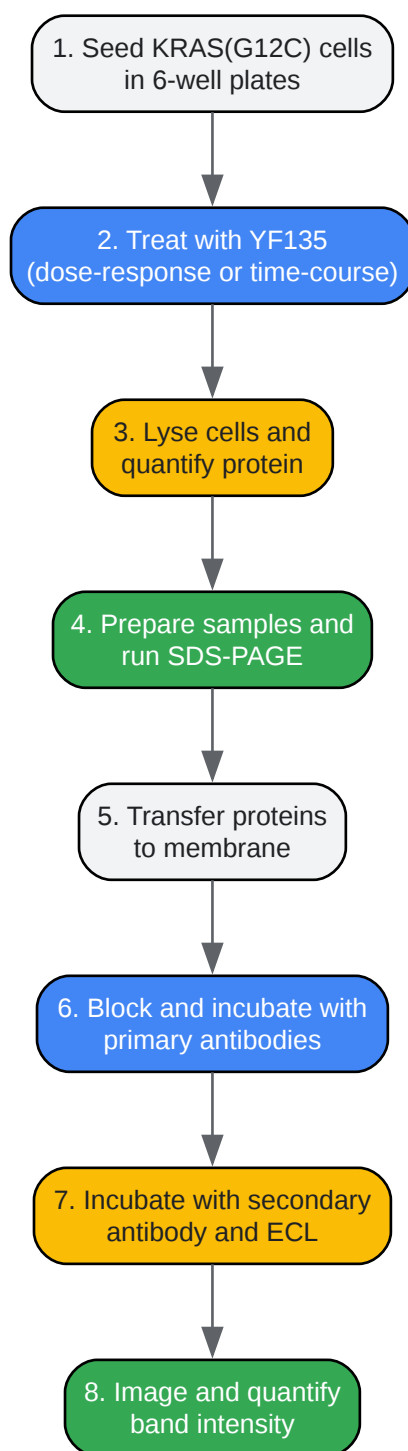 1. Seed KRAS(G12C) cells
in 6-well plates
2. Treat with YF135
(dose-response or time-course)
3. Lyse cells and
quantify protein
4. Prepare samples and
run SDS-PAGE
5. Transfer proteins
to membrane
6. Block and incubate with
primary antibodies
7. Incubate with secondary
antibody and ECL
8. Image and quantify
band intensity